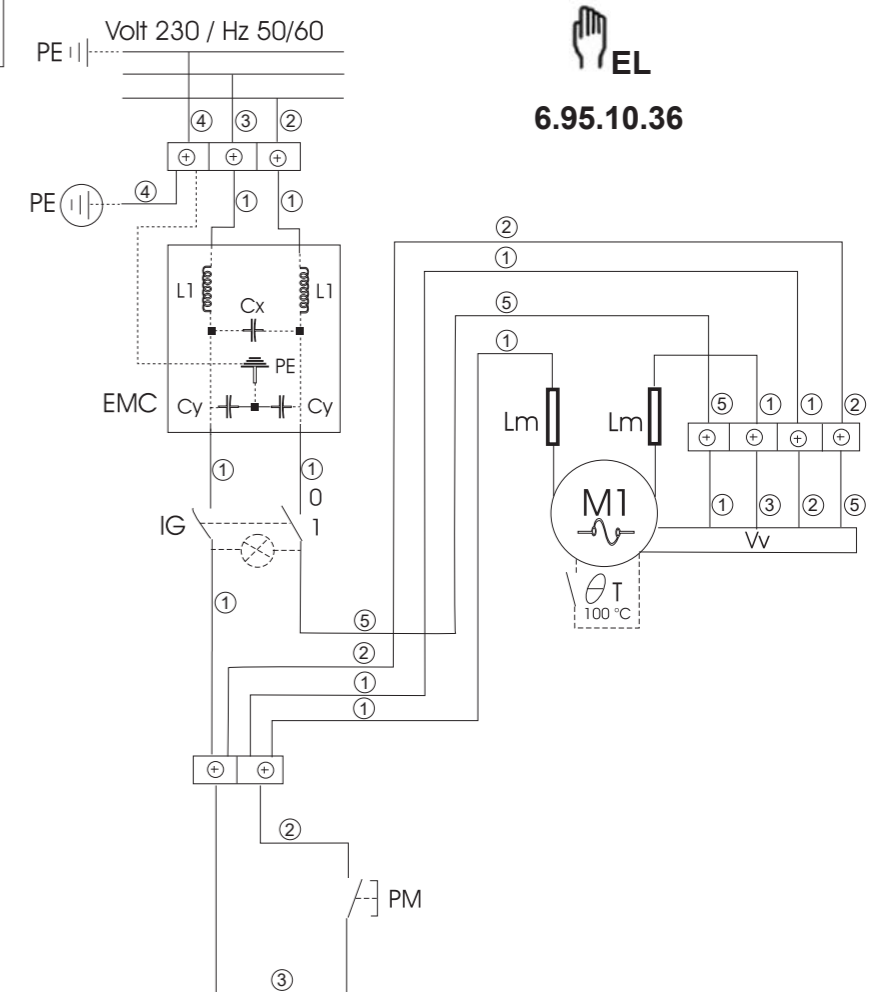 Volt 230 / Hz 50/60
PE
EL
6.95.10.36
④ ③ ②
+ + +
PE ④ ① ①
②
①
⑤
①
L1 L1
Cx
PE
EMC Cy Cy
Lm Lm
⑤ ① ① ②
+ + + +
① ③ ② ⑤
① ①
0
IG 1
M1
Vv
θ T
100 °C
①
⑤
②
①
①
+ +
②
PM
③